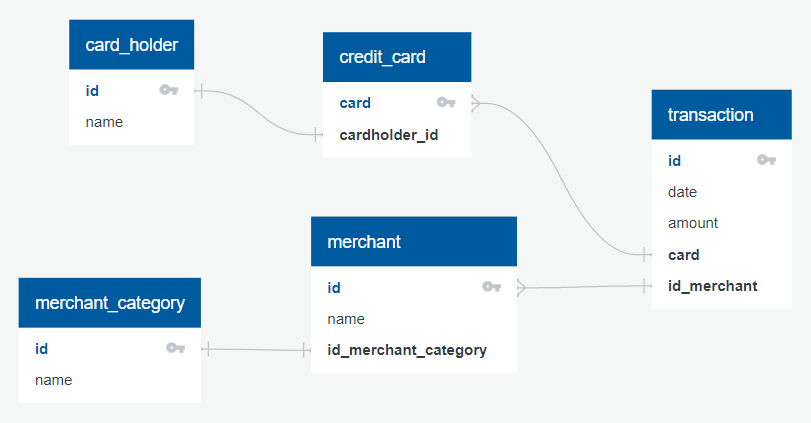 card_holder
id
name
credit_card
card
cardholder_id
transaction
id
date
amount
card
id_merchant
merchant
id
name
id_merchant_category
merchant_category
id
name